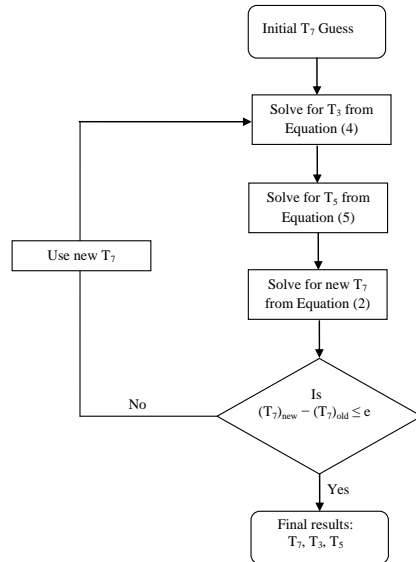 Initial T₇ Guess
Solve for T₃ from
Equation (4)
Solve for T₅ from
Equation (5)
Use new T₇
Solve for new T₇
from Equation (2)
Is
(T₇)new − (T₇)old ≤ e
No
Yes
Final results:
T₇, T₃, T₅